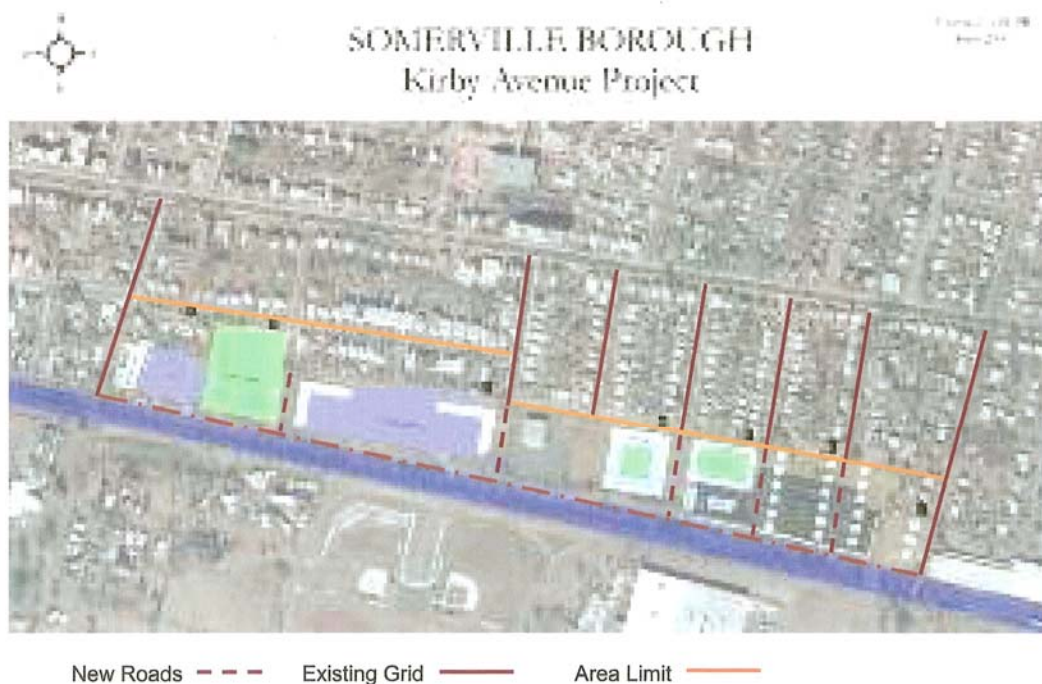 SOMERVILLE BOROUGH
Kirby Avenue Project
New Roads
Existing Grid
Area Limit